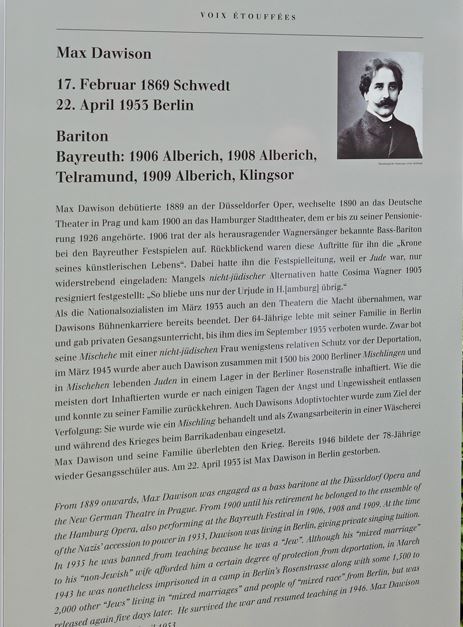 VOIX ÉTOUFFÉES
Max Dawison
17. Februar 1869 Schwedt
22. April 1953 Berlin
Bariton
Bayreuth: 1906 Alberich, 1908 Alberich,
Telramund, 1909 Alberich, Klingsor
Max Dawison debütierte 1889 an der Düsseldorfer Oper, wechselte 1890 an das Deutsche
Theater in Prag und kam 1900 an das Hamburger Stadttheater, dem er bis zu seiner Pensionie-
rung 1926 angehörte. 1906 trat der als herausragender Wagnersänger bekannte Bass-Bariton
bei den Bayreuther Festspielen auf. Rückblickend waren diese Auftritte für ihn die „Krone
seines künstlerischen Lebens“. Dabei hatte ihn die Festspielleitung, weil er Jude war, nur
widerstrebend eingeladen: Mangels nicht-jüdischer Alternativen hatte Cosima Wagner 1905
resigniert festgestellt: „So bliebe uns nur der Urjude in H.[amburg] übrig.“
Als die Nationalsozialisten im März 1933 auch an den Theatern die Macht übernahmen, war
Dawisons Bühnenkarriere bereits beendet. Der 64-Jährige lebte mit seiner Familie in Berlin
und gab privaten Gesangsunterricht, bis ihm dies im September 1935 verboten wurde. Zwar bot
seine Mischehe mit einer nicht-jüdischen Frau wenigstens relativen Schutz vor der Deportation,
im März 1943 wurde aber auch Dawison zusammen mit 1500 bis 2000 Berliner Mischlingen und
in Mischehen lebenden Juden in einem Lager in der Berliner Rosenstraße inhaftiert. Wie die
meisten dort Inhaftierten wurde er nach einigen Tagen der Angst und Ungewissheit entlassen
und konnte zu seiner Familie zurückkehren. Auch Dawisons Adoptivtochter wurde zum Ziel der
Verfolgung: Sie wurde wie ein Mischling behandelt und als Zwangsarbeiterin in einer Wäscherei
und während des Krieges beim Barrikadenbau eingesetzt.
Max Dawison und seine Familie überlebten den Krieg. Bereits 1946 bildete der 78-Jährige
wieder Gesangsschüler aus. Am 22. April 1953 ist Max Dawison in Berlin gestorben.
From 1889 onwards, Max Dawison was engaged as a bass baritone at the Düsseldorf Opera and
the New German Theatre in Prague. From 1900 until his retirement he belonged to the ensemble of
the Hamburg Opera, also performing at the Bayreuth Festival in 1906, 1908 and 1909. At the time
of the Nazis' accession to power in 1933, Dawison was living in Berlin, giving private singing tuition.
In 1935 he was banned from teaching because he was a “Jew”. Although his “mixed marriage”
to his “non-Jewish” wife afforded him a certain degree of protection from deportation, in March
1943 he was nonetheless imprisoned in a camp in Berlin's Rosenstrasse along with some 1,500 to
2,000 other “Jews” living in “mixed marriages” and people of “mixed race” from Berlin, but was
released again five days later. He survived the war and resumed teaching in 1946. Max Dawison
April 1953